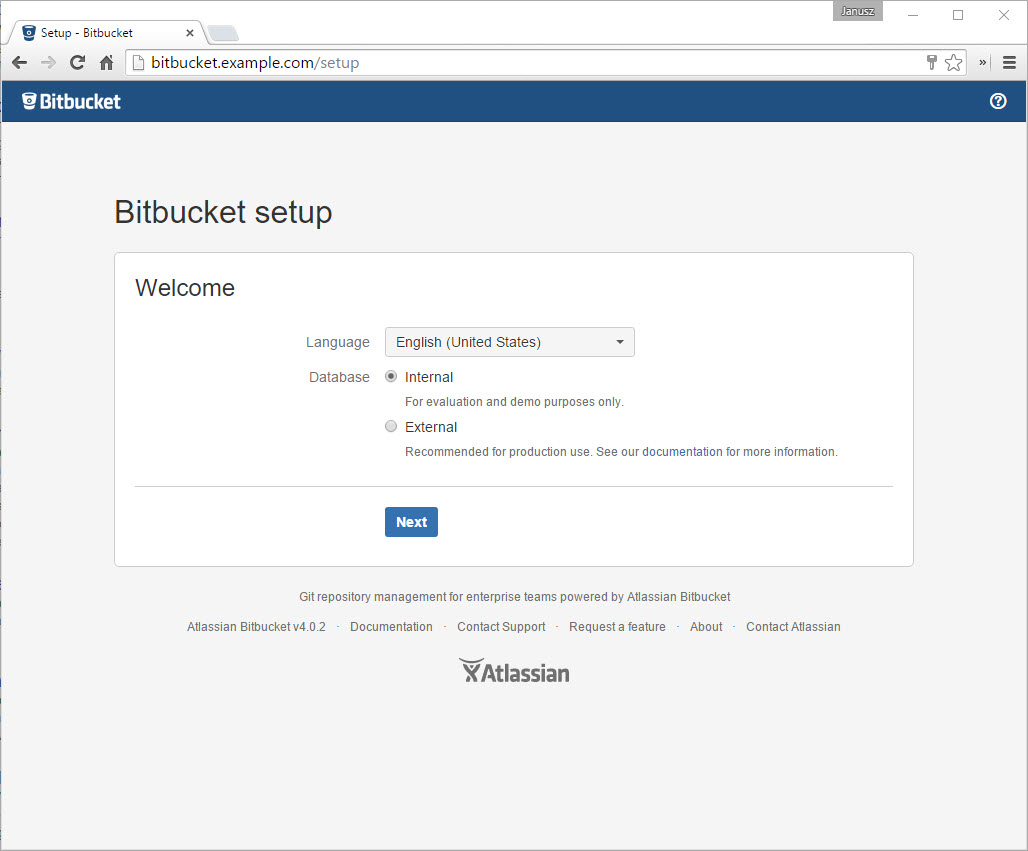 Janusz
Setup - Bitbucket
bitbucket.example.com/setup
Bitbucket
Bitbucket setup
Welcome
Language English (United States)
Database Internal
For evaluation and demo purposes only.
External
Recommended for production use. See our documentation for more information.
Next
Git repository management for enterprise teams powered by Atlassian Bitbucket
Atlassian Bitbucket v4.0.2 · Documentation · Contact Support · Request a feature · About · Contact Atlassian
Atlassian